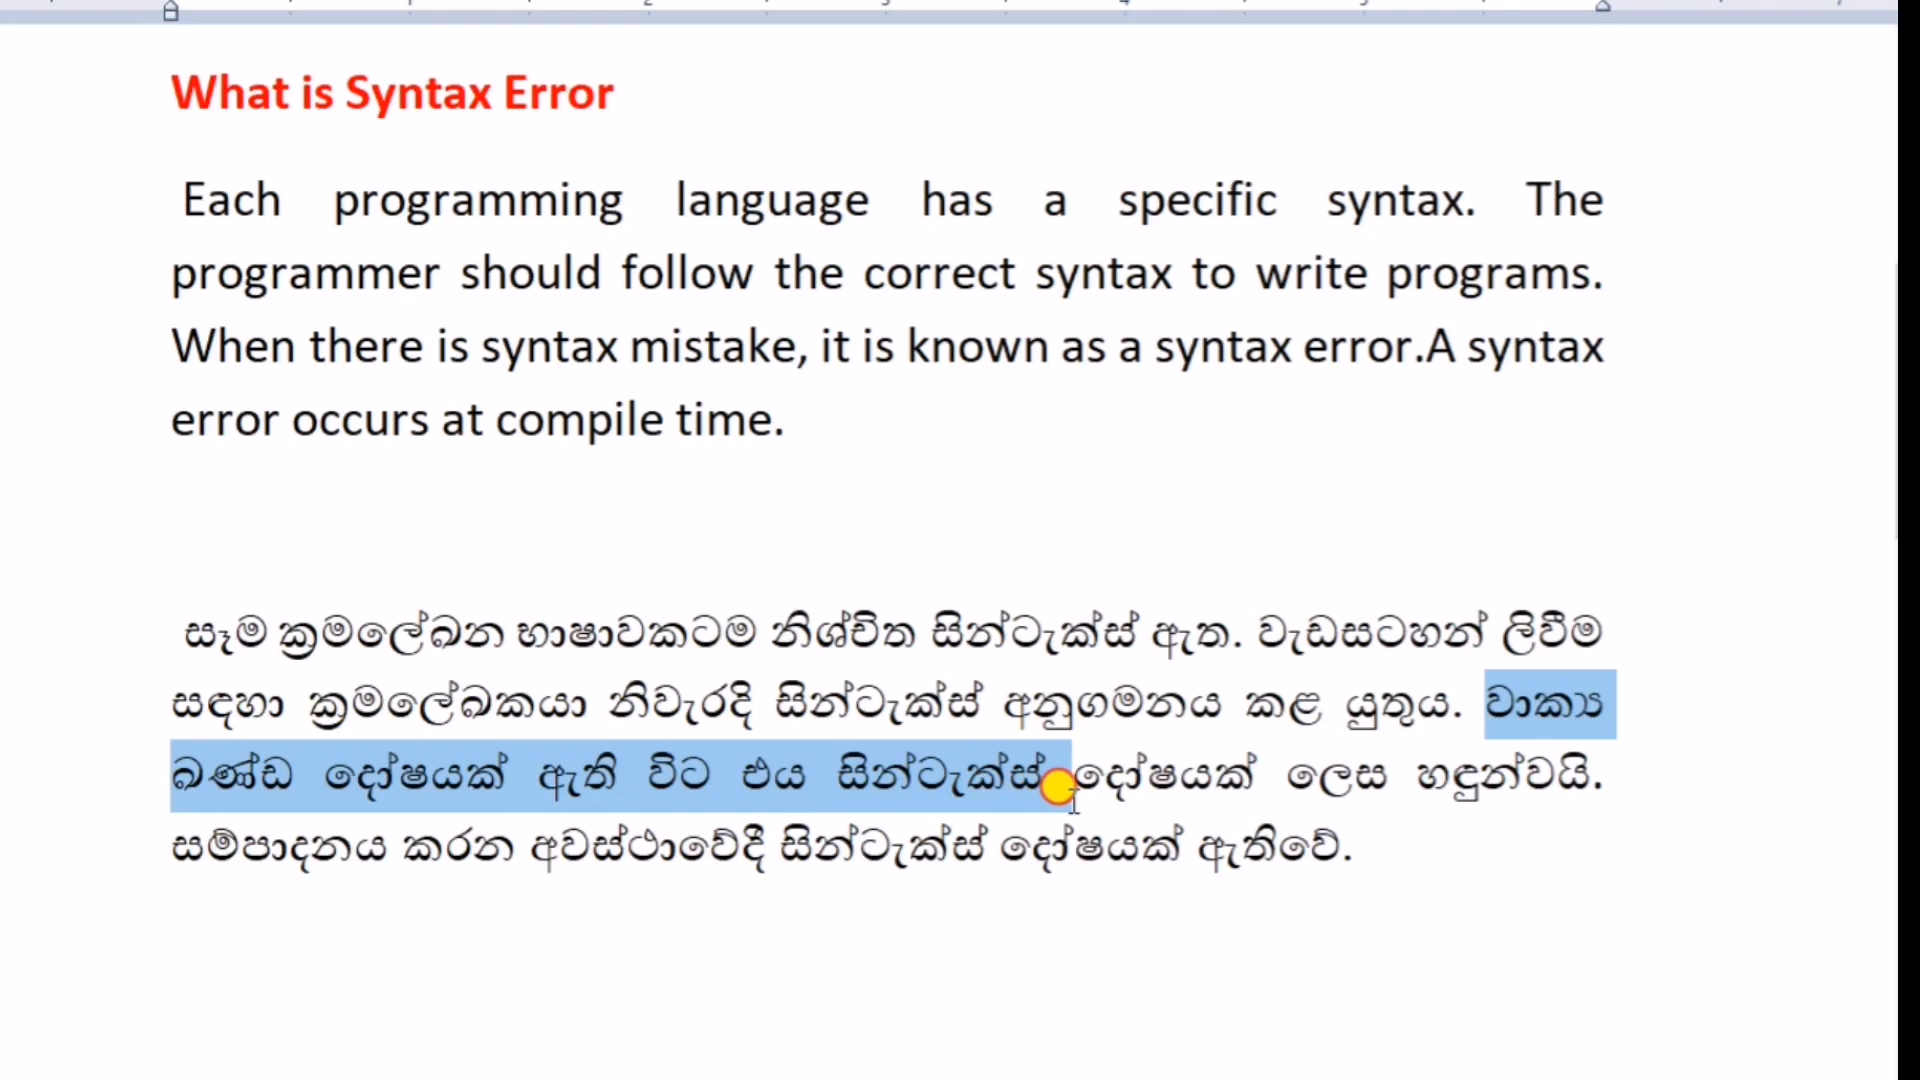 What is Syntax Error
Each programming language has a specific syntax. The
programmer should follow the correct syntax to write programs.
When there is syntax mistake, it is known as a syntax error.A syntax
error occurs at compile time.
සෑම ක්‍රමලේඛන භාෂාවකටම නිශ්චිත සින්ටැක්ස් ඇත. වැඩසටහන් ලිවීම
සඳහා ක්‍රමලේඛකයා නිවැරදි සින්ටැක්ස් අනුගමනය කළ යුතුය. වාක්‍ය
ඛණ්ඩ දෝෂයක් ඇති විට එය සින්ටැක්ස් දෝෂයක් ලෙස හඳුන්වයි.
සම්පාදනය කරන අවස්ථාවේදී සින්ටැක්ස් දෝෂයක් ඇතිවේ.